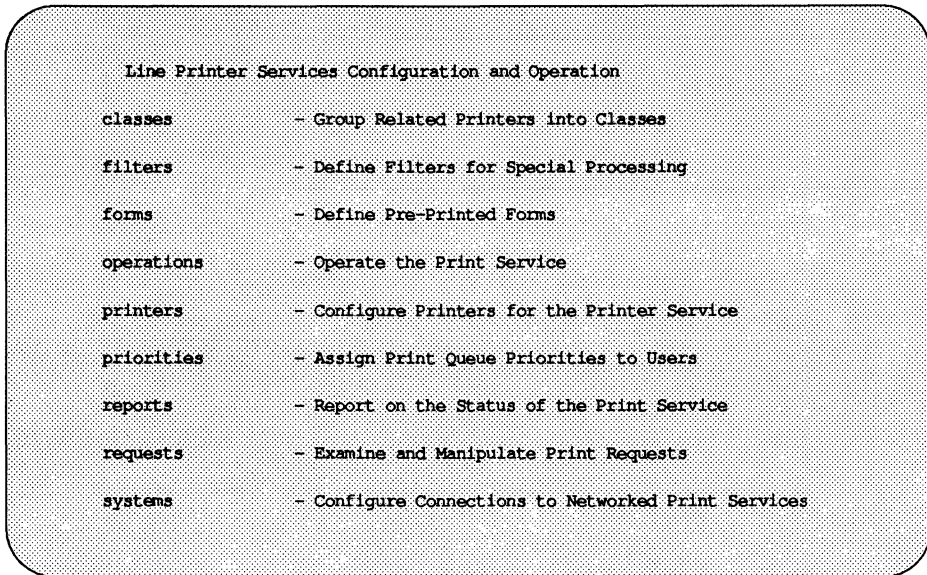 Line Printer Services Configuration and Operation
classes - Group Related Printers into Classes
filters - Define Filters for Special Processing
forms - Define Pre-Printed Forms
operations - Operate the Print Service
printers - Configure Printers for the Printer Service
priorities - Assign Print Queue Priorities to Users
reports - Report on the Status of the Print Service
requests - Examine and Manipulate Print Requests
systems - Configure Connections to Networked Print Services